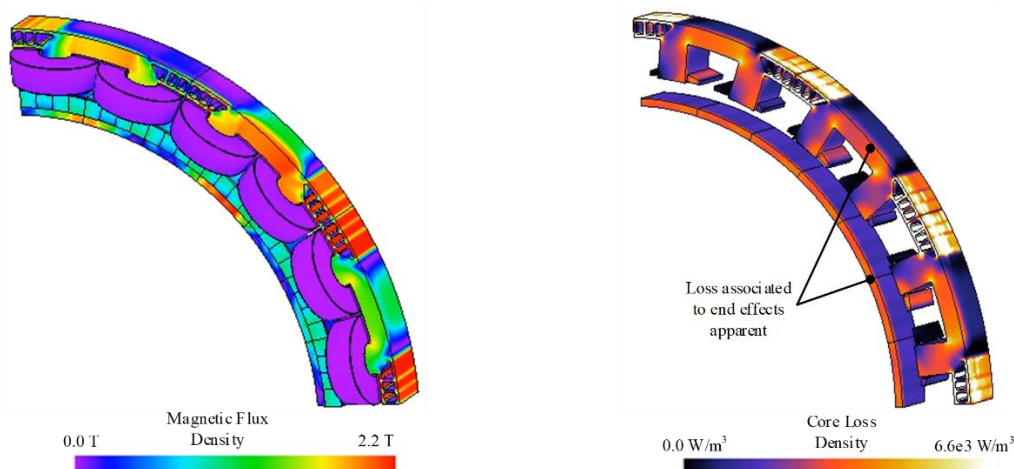 Loss associated
to end effects
apparent
Magnetic Flux
Density
0.0 T
2.2 T
Core Loss
Density
0.0 W/m³
6.6e3 W/m³